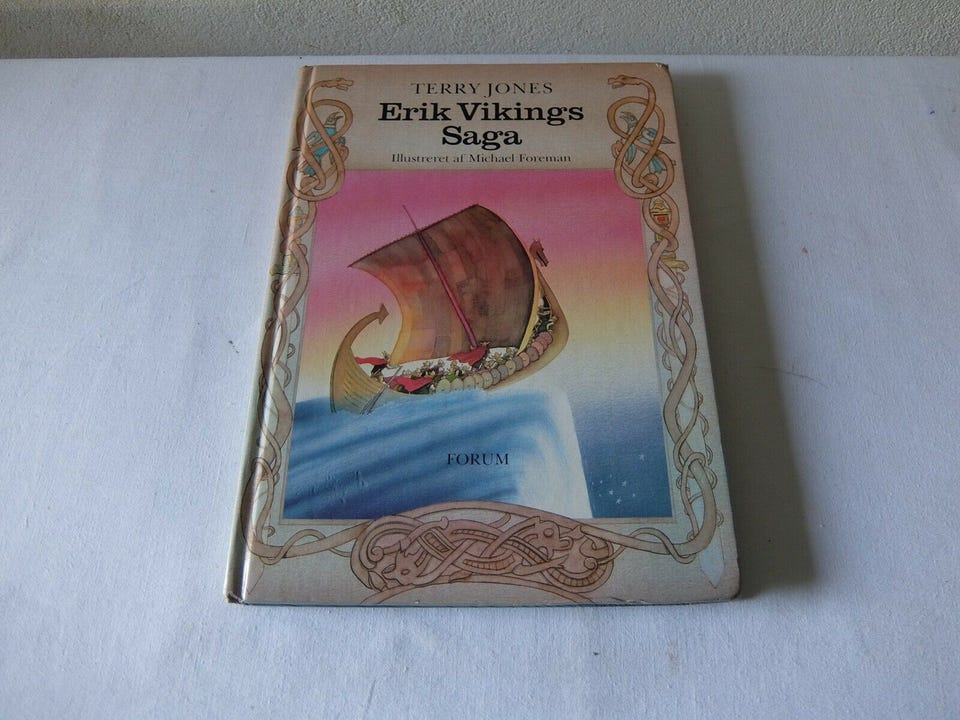 TERRY JONES
Erik Vikings
Saga
Illustreret af Michael Foreman
FORUM